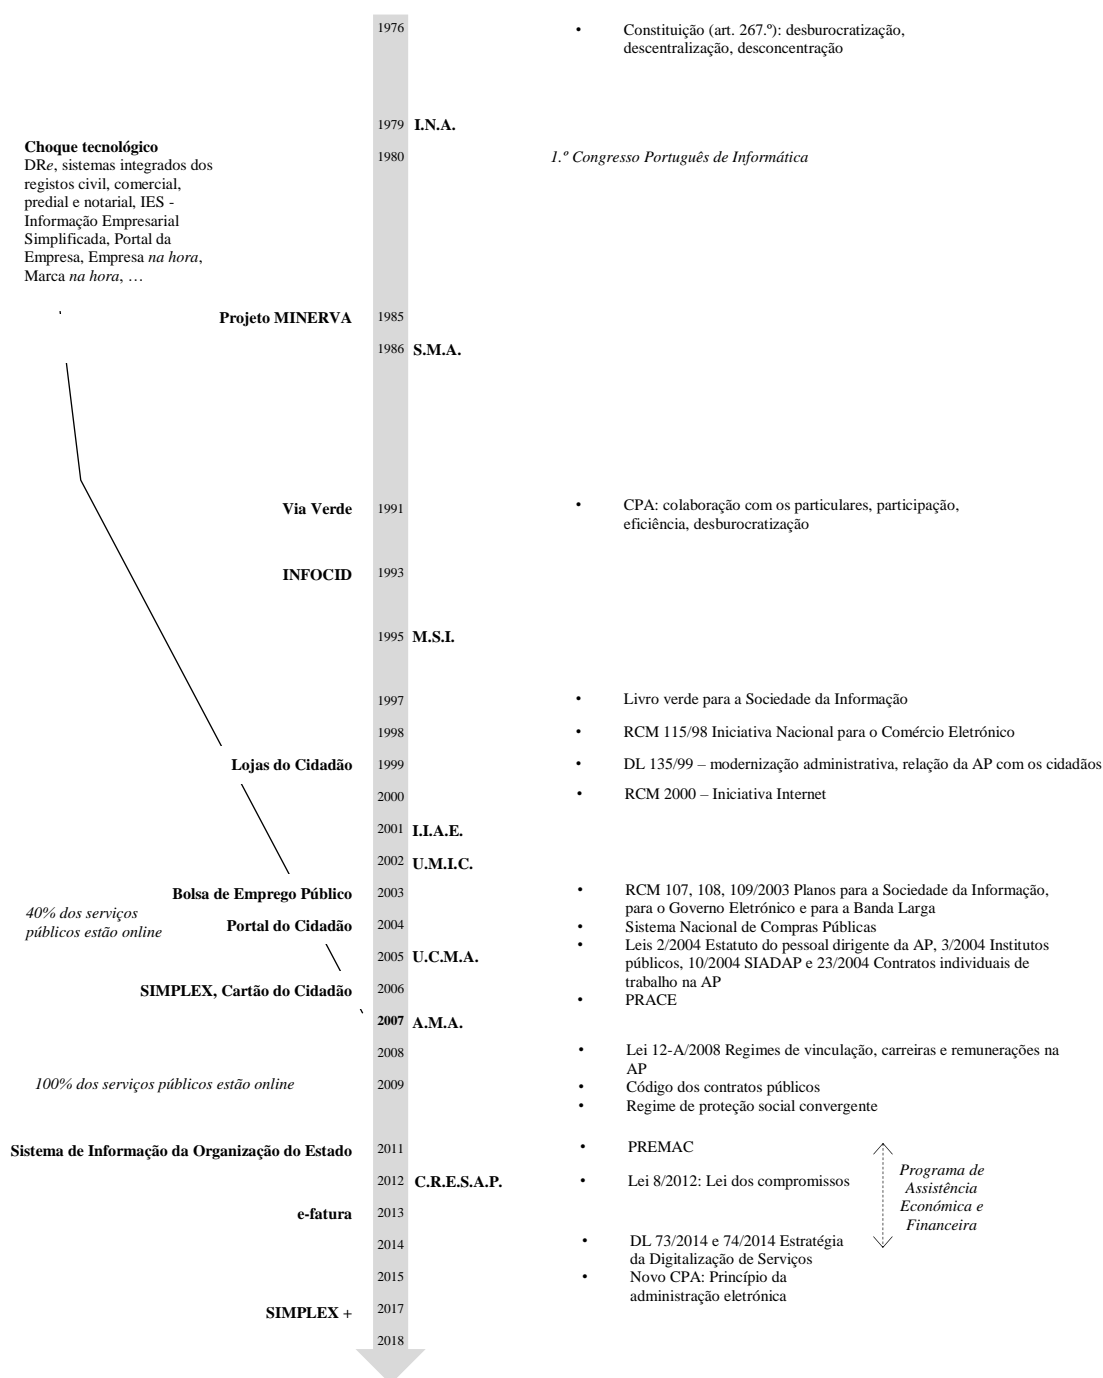 1976
• Constituição (art. 267.º): desburocratização,
descentralização, desconcentração
1979 I.N.A.
Choque tecnológico
DRe, sistemas integrados dos
registos civil, comercial,
predial e notarial, IES -
Informação Empresarial
Simplificada, Portal da
Empresa, Empresa na hora,
Marca na hora, …
1980
1.º Congresso Português de Informática
Projeto MINERVA 1985
1986 S.M.A.
Via Verde 1991
• CPA: colaboração com os particulares, participação,
eficiência, desburocratização
INFOCID 1993
1995 M.S.I.
1997
• Livro verde para a Sociedade da Informação
1998
• RCM 115/98 Iniciativa Nacional para o Comércio Eletrónico
Lojas do Cidadão 1999
• DL 135/99 – modernização administrativa, relação da AP com os cidadãos
2000
• RCM 2000 – Iniciativa Internet
2001 I.I.A.E.
2002 U.M.I.C.
Bolsa de Emprego Público 2003
• RCM 107, 108, 109/2003 Planos para a Sociedade da Informação,
para o Governo Eletrónico e para a Banda Larga
40% dos serviços
públicos estão online
Portal do Cidadão 2004
• Sistema Nacional de Compras Públicas
• Leis 2/2004 Estatuto do pessoal dirigente da AP, 3/2004 Institutos
públicos, 10/2004 SIADAP e 23/2004 Contratos individuais de
trabalho na AP
2005 U.C.M.A.
SIMPLEX, Cartão do Cidadão 2006
• PRACE
2007 A.M.A.
2008
• Lei 12-A/2008 Regimes de vinculação, carreiras e remunerações na
AP
100% dos serviços públicos estão online 2009
• Código dos contratos públicos
• Regime de proteção social convergente
Sistema de Informação da Organização do Estado 2011
• PREMAC
2012 C.R.E.S.A.P.
• Lei 8/2012: Lei dos compromissos
Programa de
Assistência
Económica e
Financeira
e-fatura 2013
2014
• DL 73/2014 e 74/2014 Estratégia
da Digitalização de Serviços
2015
• Novo CPA: Princípio da
administração eletrónica
SIMPLEX + 2017
2018